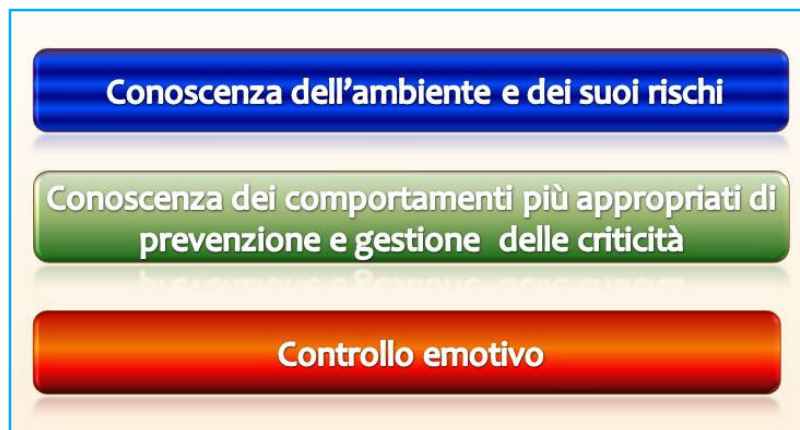 Conoscenza dell'ambiente e dei suoi rischi
Conoscenza dei comportamenti più appropriati di
prevenzione e gestione delle criticità
Controllo emotivo